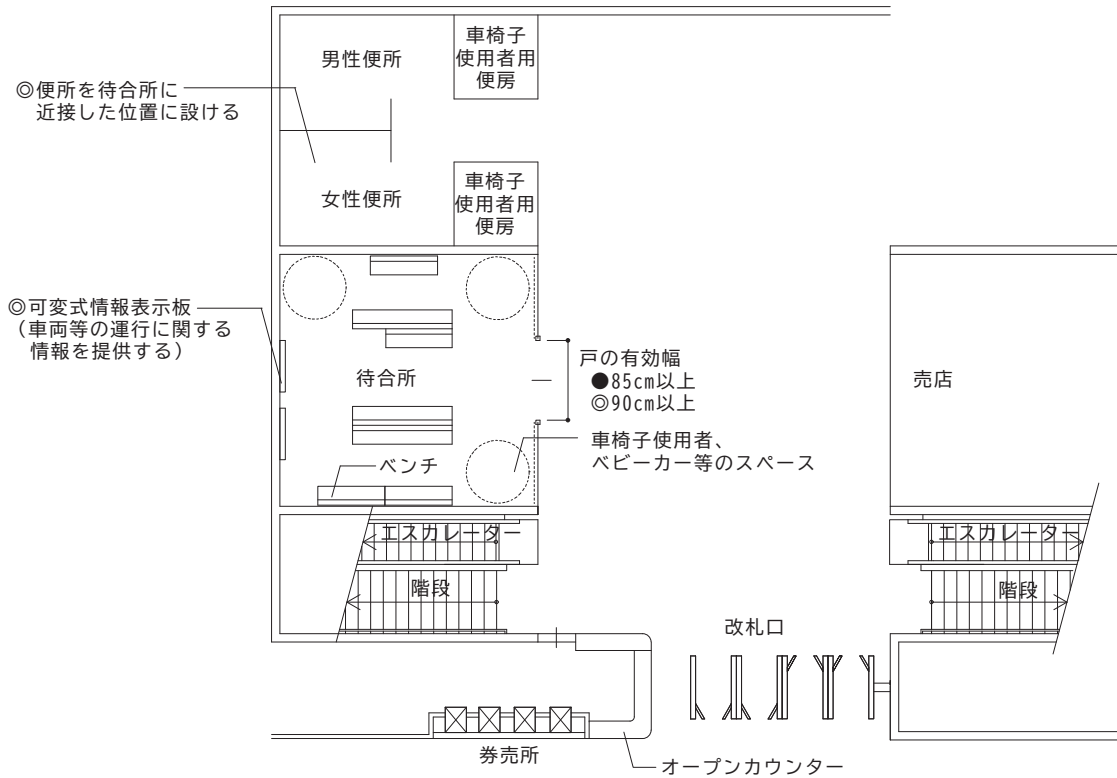 男性便所
車椅子
使用者用
便房
◎便所を待合所に
近接した位置に設ける
女性便所
車椅子
使用者用
便房
◎可変式情報表示板
（車両等の運行に関する
情報を提供する）
待合所
戸の有効幅
●85cm以上
◎90cm以上
売店
車椅子使用者、
ベビーカー等のスペース
ベンチ
エスカレーター
エスカレーター
階段
階段
改札口
券売所
オープンカウンター